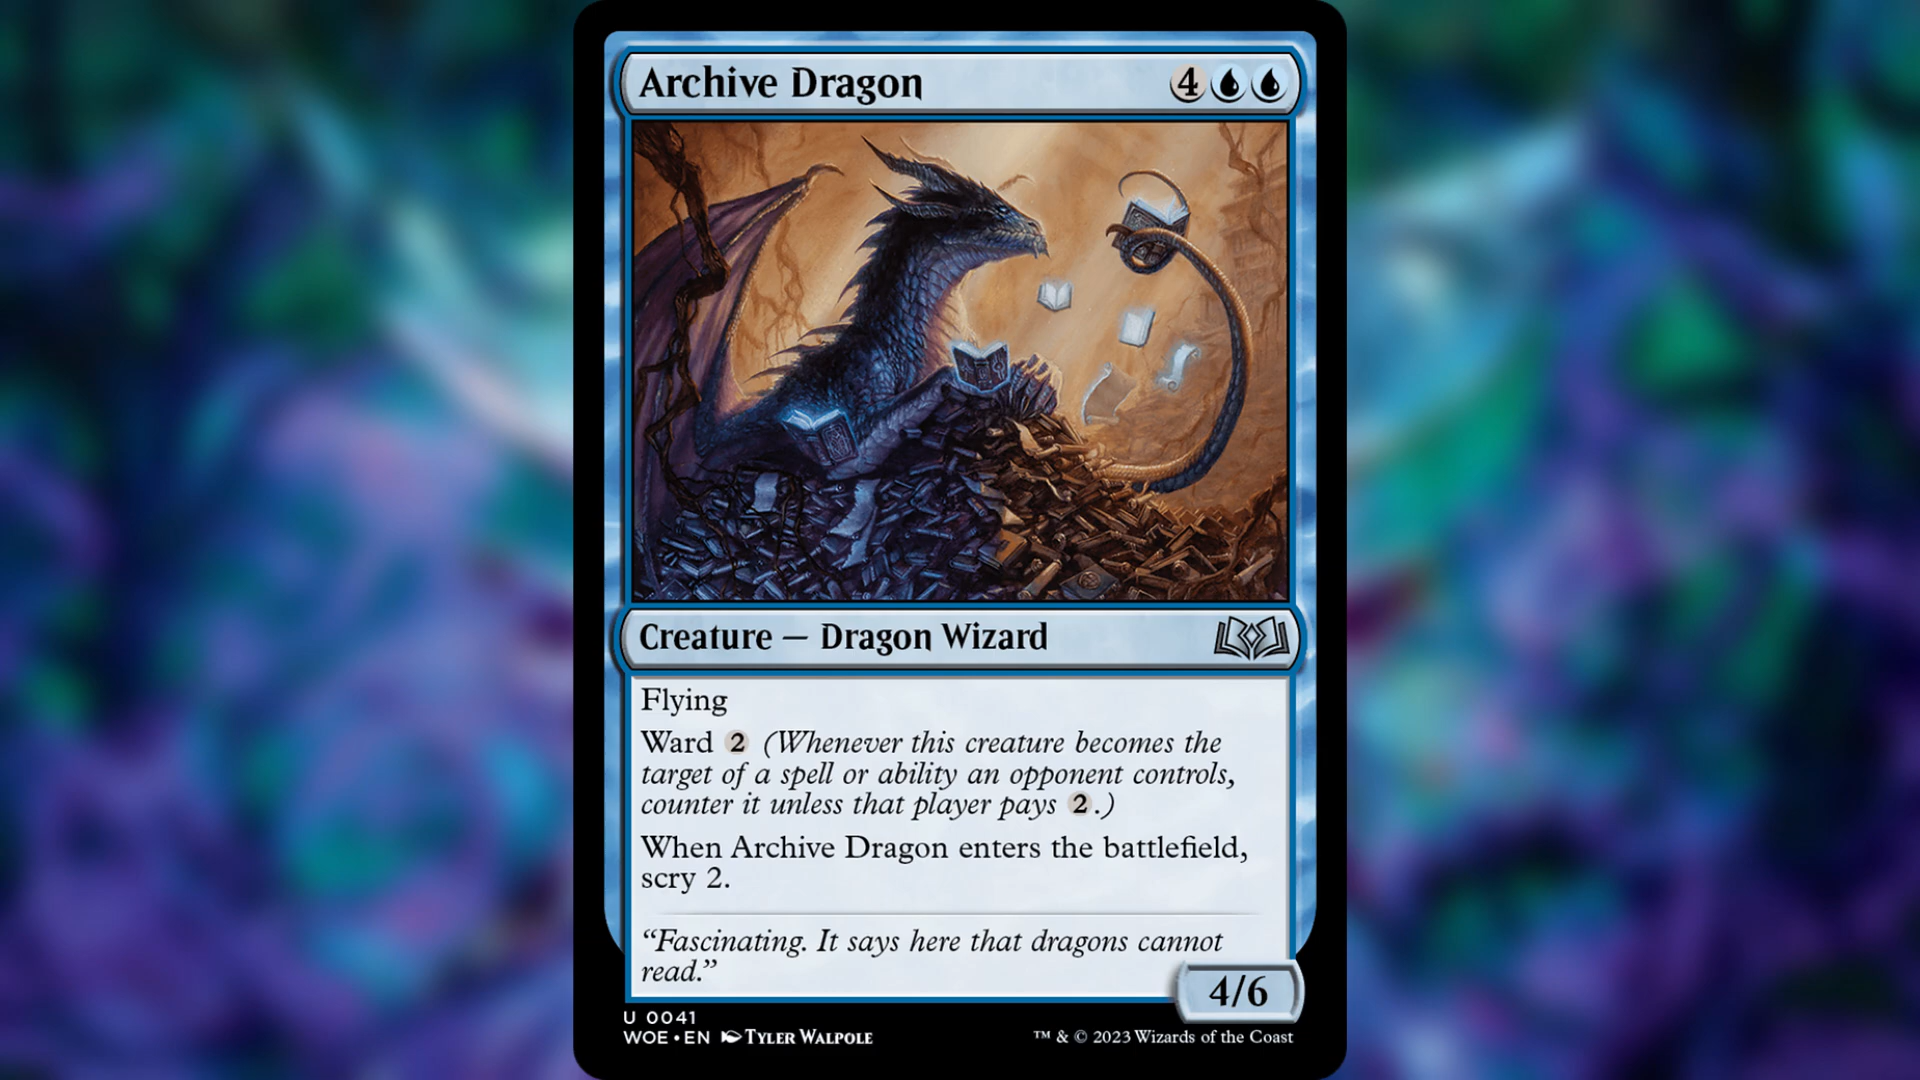 Archive Dragon 4
Creature — Dragon Wizard
Flying
Ward 2 (Whenever this creature becomes the
target of a spell or ability an opponent controls,
counter it unless that player pays 2.)
When Archive Dragon enters the battlefield,
scry 2.
“Fascinating. It says here that dragons cannot
read.”
4/6
U 0041
WOE • EN TYLER WALPOLE
™ & © 2023 Wizards of the Coast